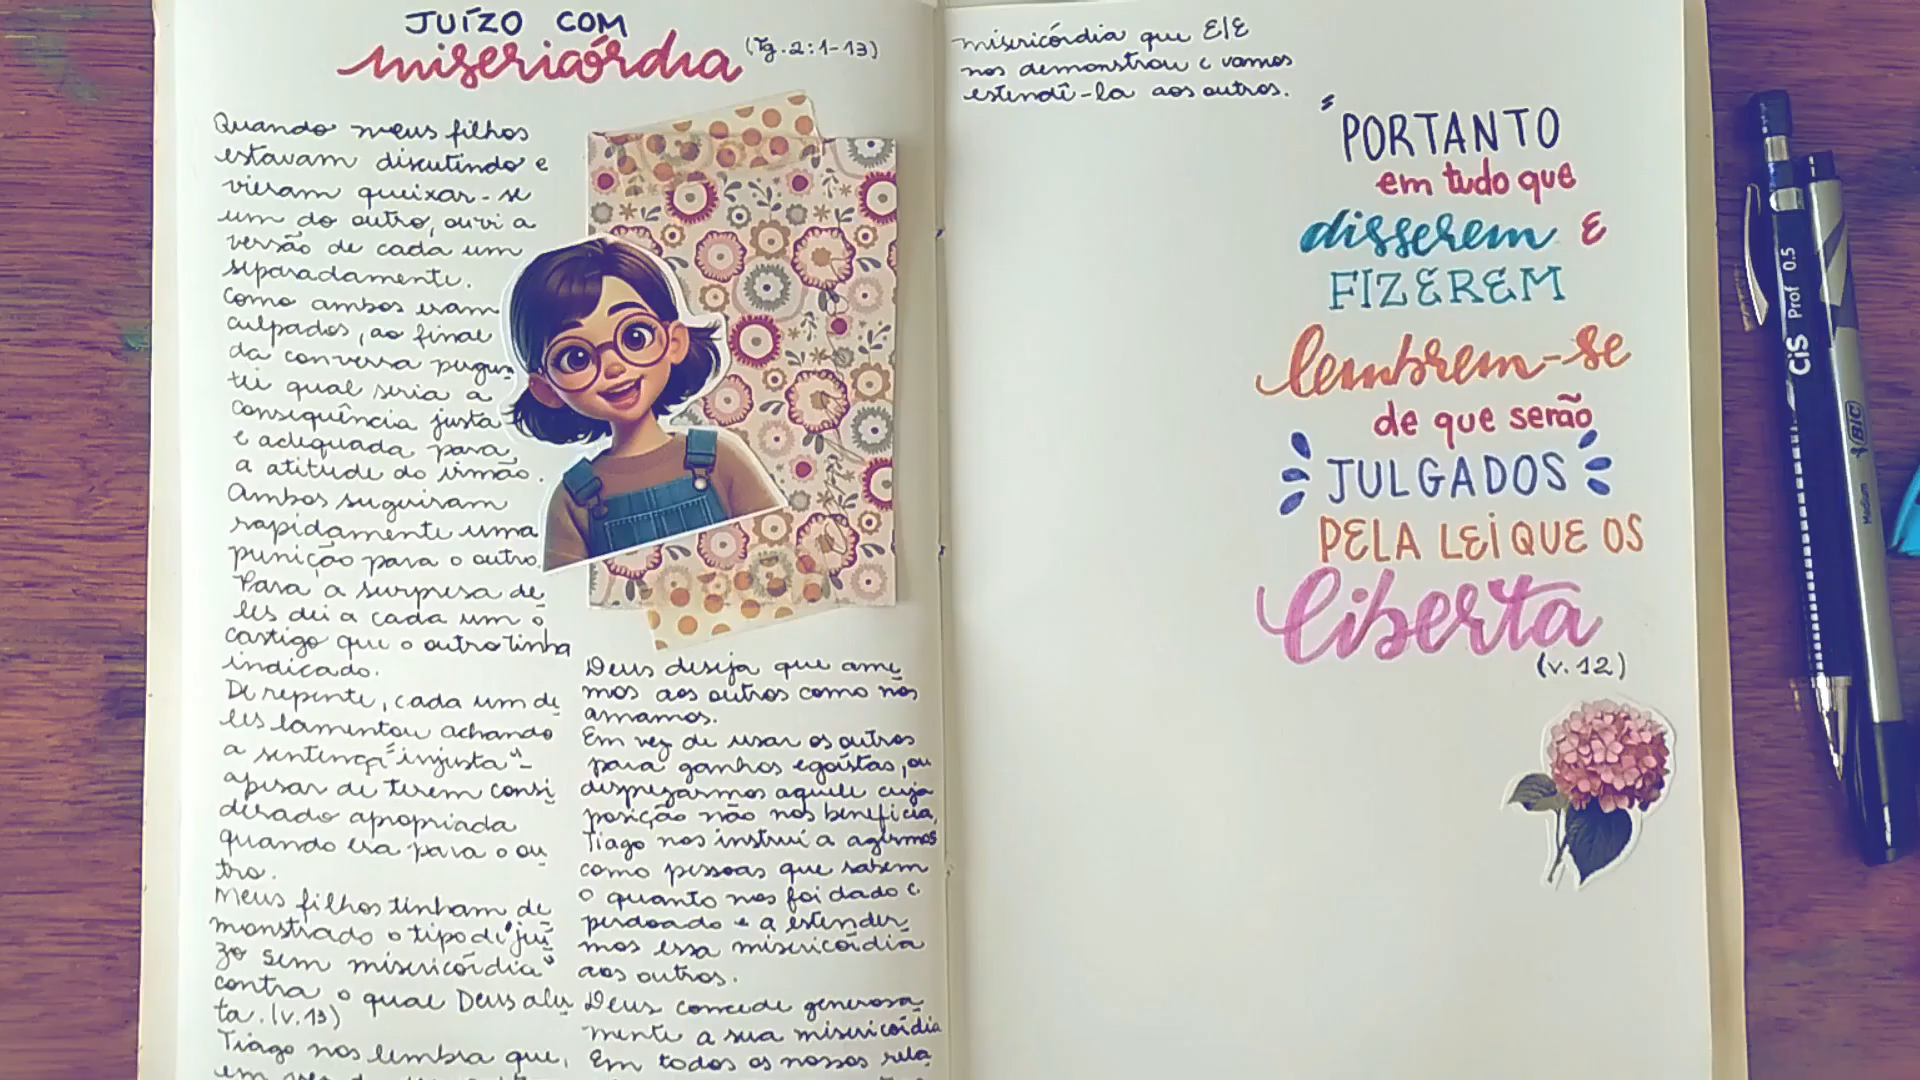 JUÍZO COM
misericórdia (Tg. 2:1-13)
Quando meus filhos
estavam discutindo e
vieram queixar-se
um do outro, ouvi a
versão de cada um
separadamente.
Como ambos eram
culpados, ao final
da conversa pergun
tei qual seria a
consequência justa
e adequada para
a atitude do irmão.
Ambos sugeriram
rapidamente uma
punição para o outro.
Para a surpresa de
les dei a cada um o
castigo que o outro tinha
indicado.
De repente, cada um de
les lamentou achando
a sentença "injusta"-
apesar de terem consi
derado apropriada
quando era para o ou
tro.
Meus filhos tinham de
monstrado o tipo de "juí
zo sem misericórdia"
contra o qual Deus aler
ta. (v.13)
Tiago nos lembra que,
em vez de
Deus deseja que ame
mos aos outros como nós
amamos.
Em vez de usar os outros
para ganhos egoístas, ou
desprezarmos aquele cuja
posição não nos beneficia,
Tiago nos instrui a agirmos
como pessoas que sabem
o quanto nos foi dado e
perdoado e a estender
mos essa misericórdia
aos outros.
Deus concede generosa
mente a sua misericórdia
Em todos os nossos rela
misericórdia que ElE
nos demonstrou e vamos
estendê-la aos outros.
"PORTANTO
em tudo que
disserem E
FIZEREM
lembrem-se
de que serão
JULGADOS
PELA LEI QUE OS
liberta
(v. 12)
CiS Prof 0.5
BIC Medium